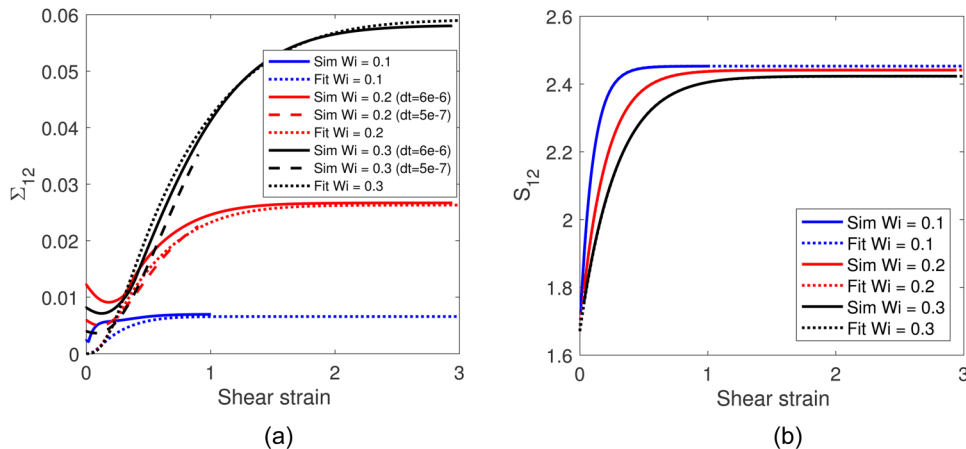 0.06
0.05
0.04
0.03
0.02
0.01
0
Σ12
0
1
2
3
Shear strain
Sim Wi = 0.1
Fit Wi = 0.1
Sim Wi = 0.2 (dt=6e-6)
Sim Wi = 0.2 (dt=5e-7)
Fit Wi = 0.2
Sim Wi = 0.3 (dt=6e-6)
Sim Wi = 0.3 (dt=5e-7)
Fit Wi = 0.3
(a)
2.6
2.4
2.2
2
1.8
1.6
S12
0
1
2
3
Shear strain
Sim Wi = 0.1
Fit Wi = 0.1
Sim Wi = 0.2
Fit Wi = 0.2
Sim Wi = 0.3
Fit Wi = 0.3
(b)